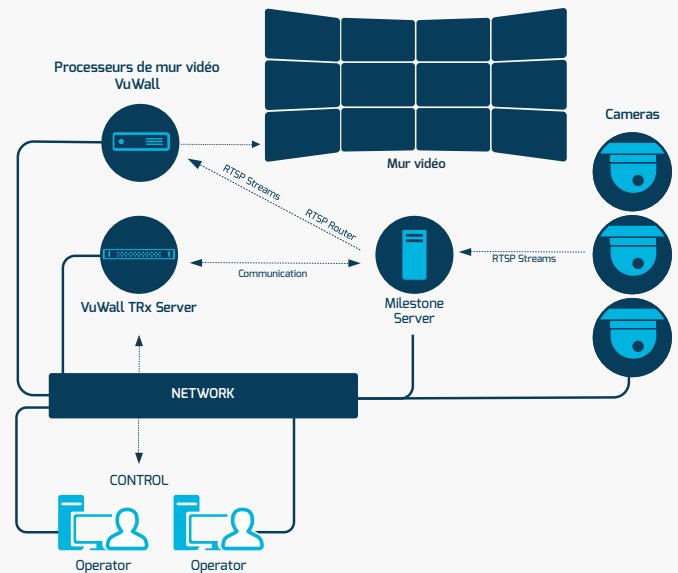 Processeurs de mur vidéo
VuWall
Cameras
Mur vidéo
RTSP Streams
RTSP Router
RTSP Streams
Communication
VuWall TRx Server
Milestone
Server
NETWORK
CONTROL
Operator
Operator